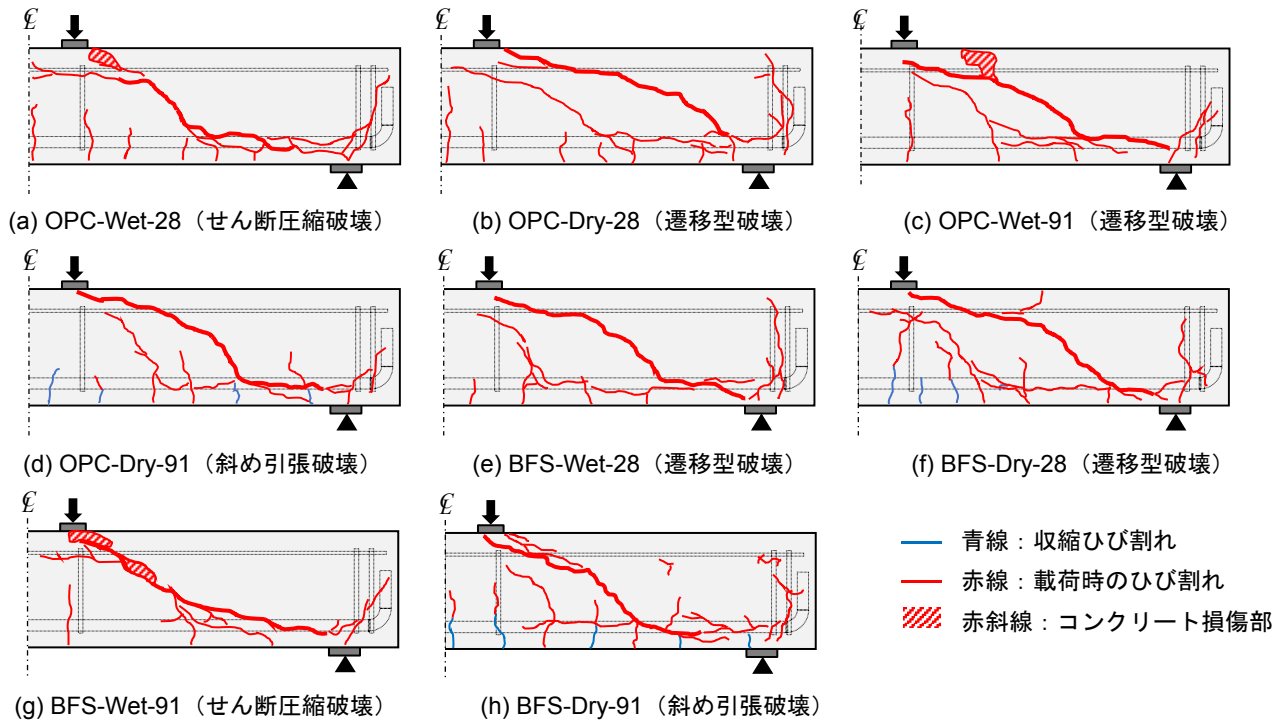 ℄
℄
℄
(a) OPC-Wet-28（せん断圧縮破壊）
(b) OPC-Dry-28（遷移型破壊）
(c) OPC-Wet-91（遷移型破壊）
℄
℄
℄
(d) OPC-Dry-91（斜め引張破壊）
(e) BFS-Wet-28（遷移型破壊）
(f) BFS-Dry-28（遷移型破壊）
℄
℄
青線：収縮ひび割れ
赤線：載荷時のひび割れ
赤斜線：コンクリート損傷部
(g) BFS-Wet-91（せん断圧縮破壊）
(h) BFS-Dry-91（斜め引張破壊）